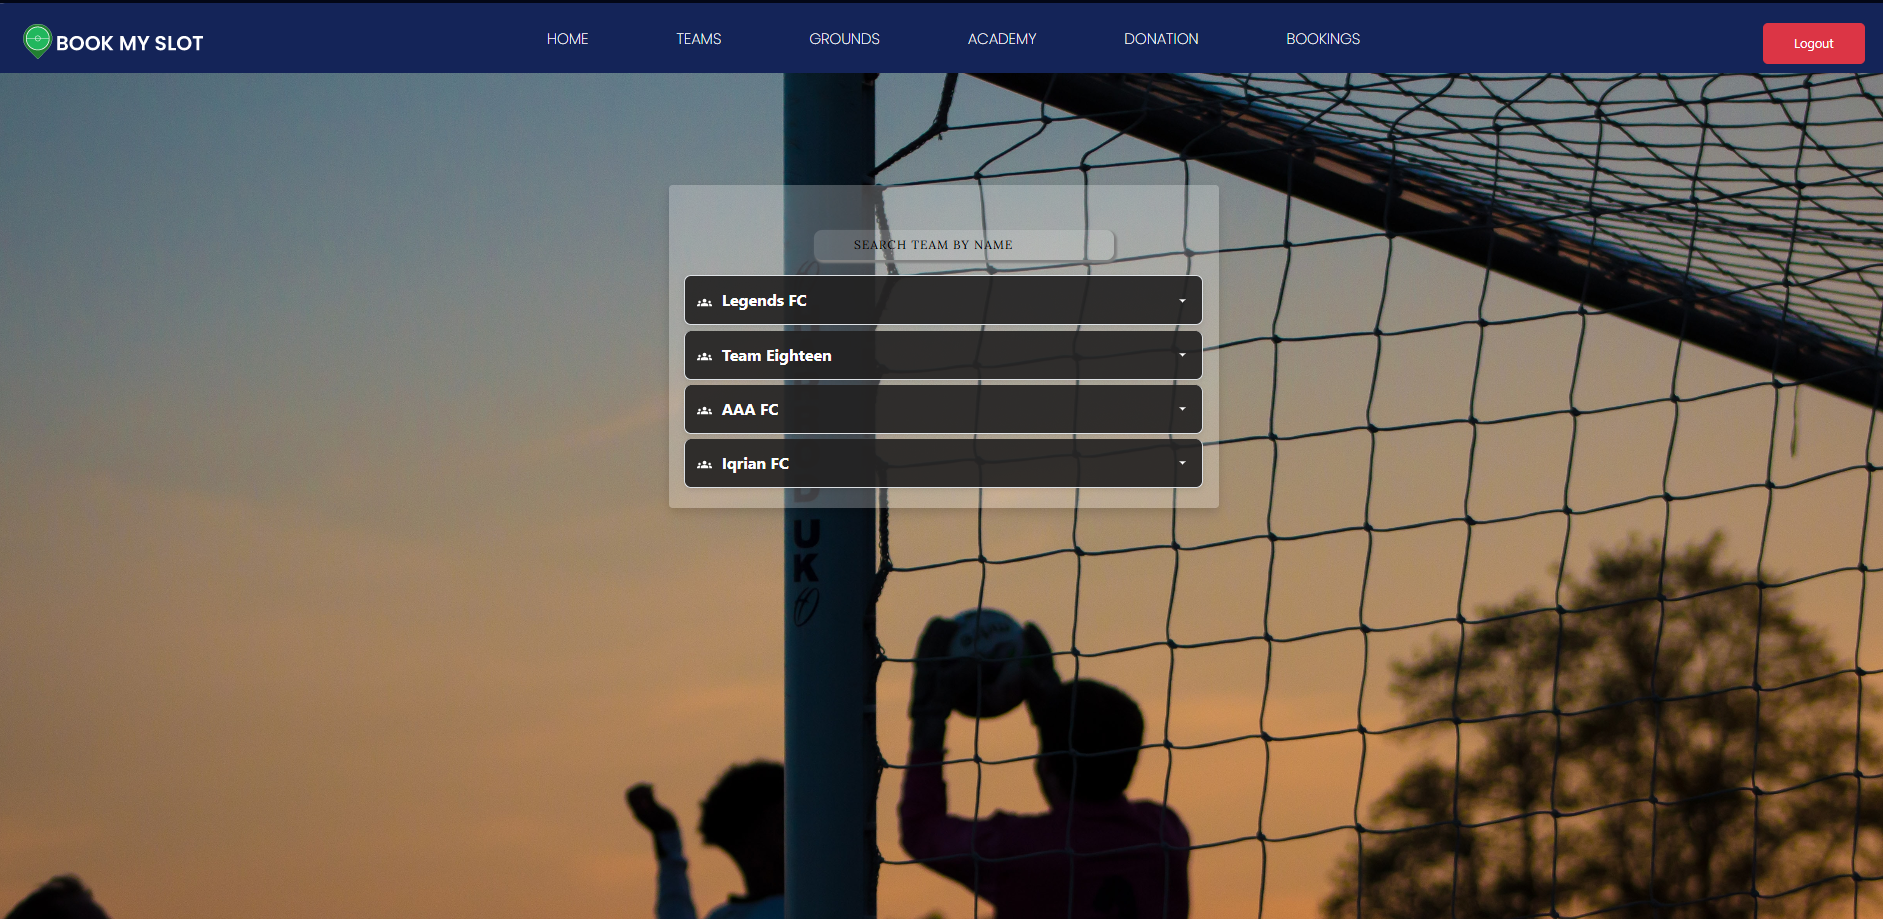 BOOK MY SLOT
HOME TEAMS GROUNDS ACADEMY DONATION BOOKINGS
Logout
SEARCH TEAM BY NAME
Legends FC
Team Eighteen
AAA FC
Iqrian FC
UK